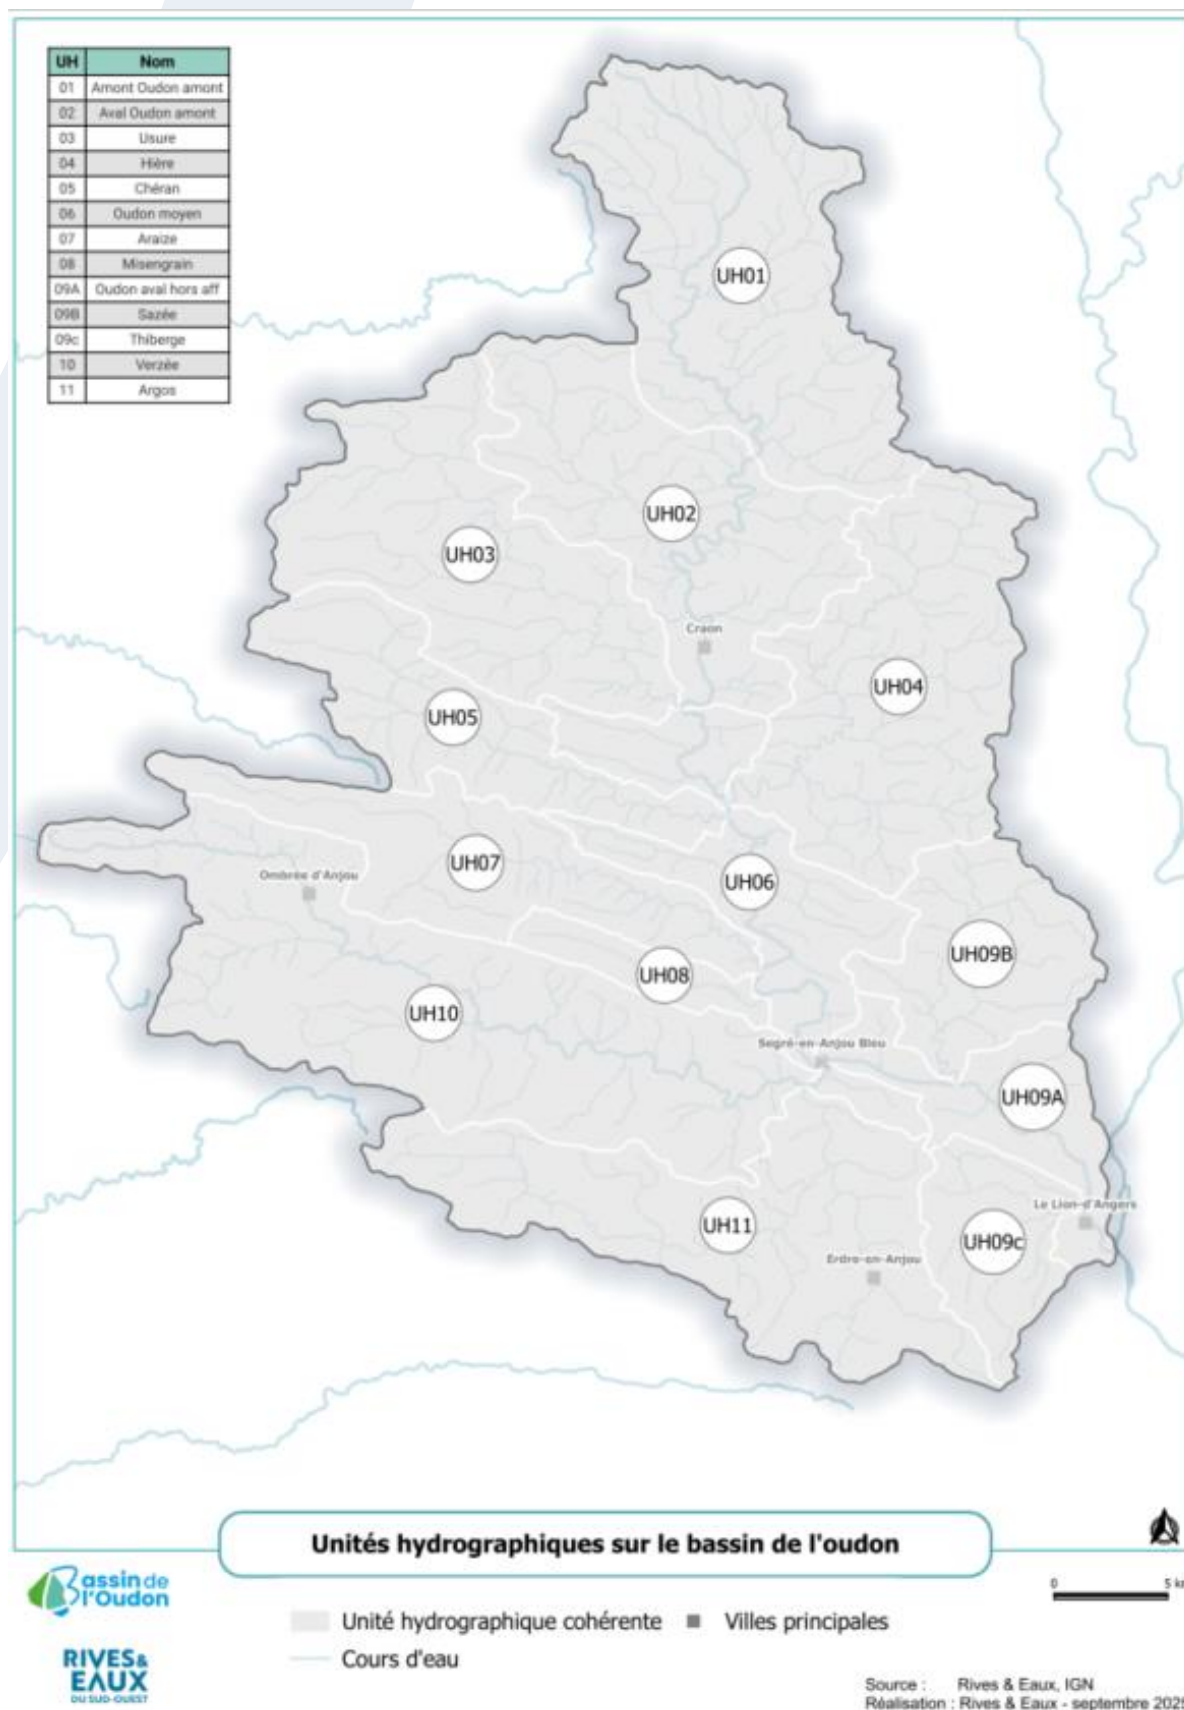 UH Nom
01 Amont Oudon amont
02 Aval Oudon amont
03 Usure
04 Hière
05 Chéran
06 Oudon moyen
07 Araize
08 Misengrain
09A Oudon aval hors aff
09B Sazée
09c Thiberge
10 Verzée
11 Argos
UH01
UH02
UH03
Craon
UH04
UH05
UH07
Ombrée d'Anjou
UH06
UH09B
UH08
UH10
Segré-en-Anjou Bleu
UH09A
Le Lion-d'Angers
UH11
UH09c
Erdre-en-Anjou
Unités hydrographiques sur le bassin de l'oudon
0 5 km
Bassin de
l'Oudon
Unité hydrographique cohérente
Villes principales
Cours d'eau
RIVES&
EAUX
DU SUD-OUEST
Source : Rives & Eaux, IGN
Réalisation : Rives & Eaux - septembre 2025